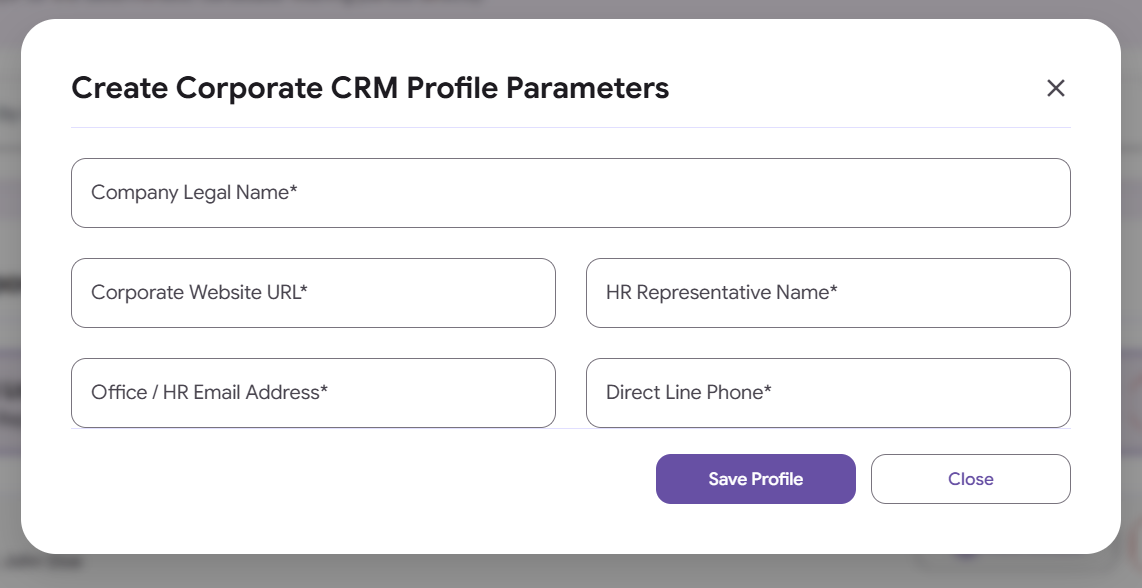 Create Corporate CRM Profile Parameters
Company Legal Name*
Corporate Website URL*
HR Representative Name*
Office / HR Email Address*
Direct Line Phone*
Save Profile
Close